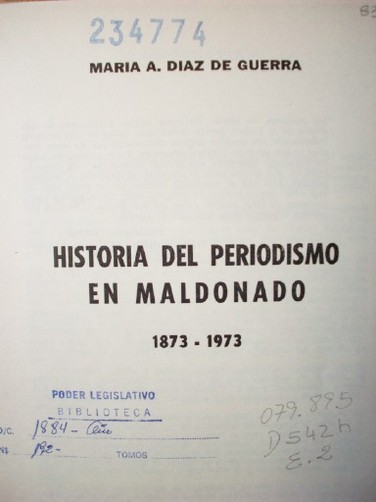 234774
83
MARIA A. DIAZ DE GUERRA
HISTORIA DEL PERIODISMO
EN MALDONADO
1873 - 1973
PODER LEGISLATIVO
BIBLIOTECA
1884-
TOMOS
079.895
D542h
E.2